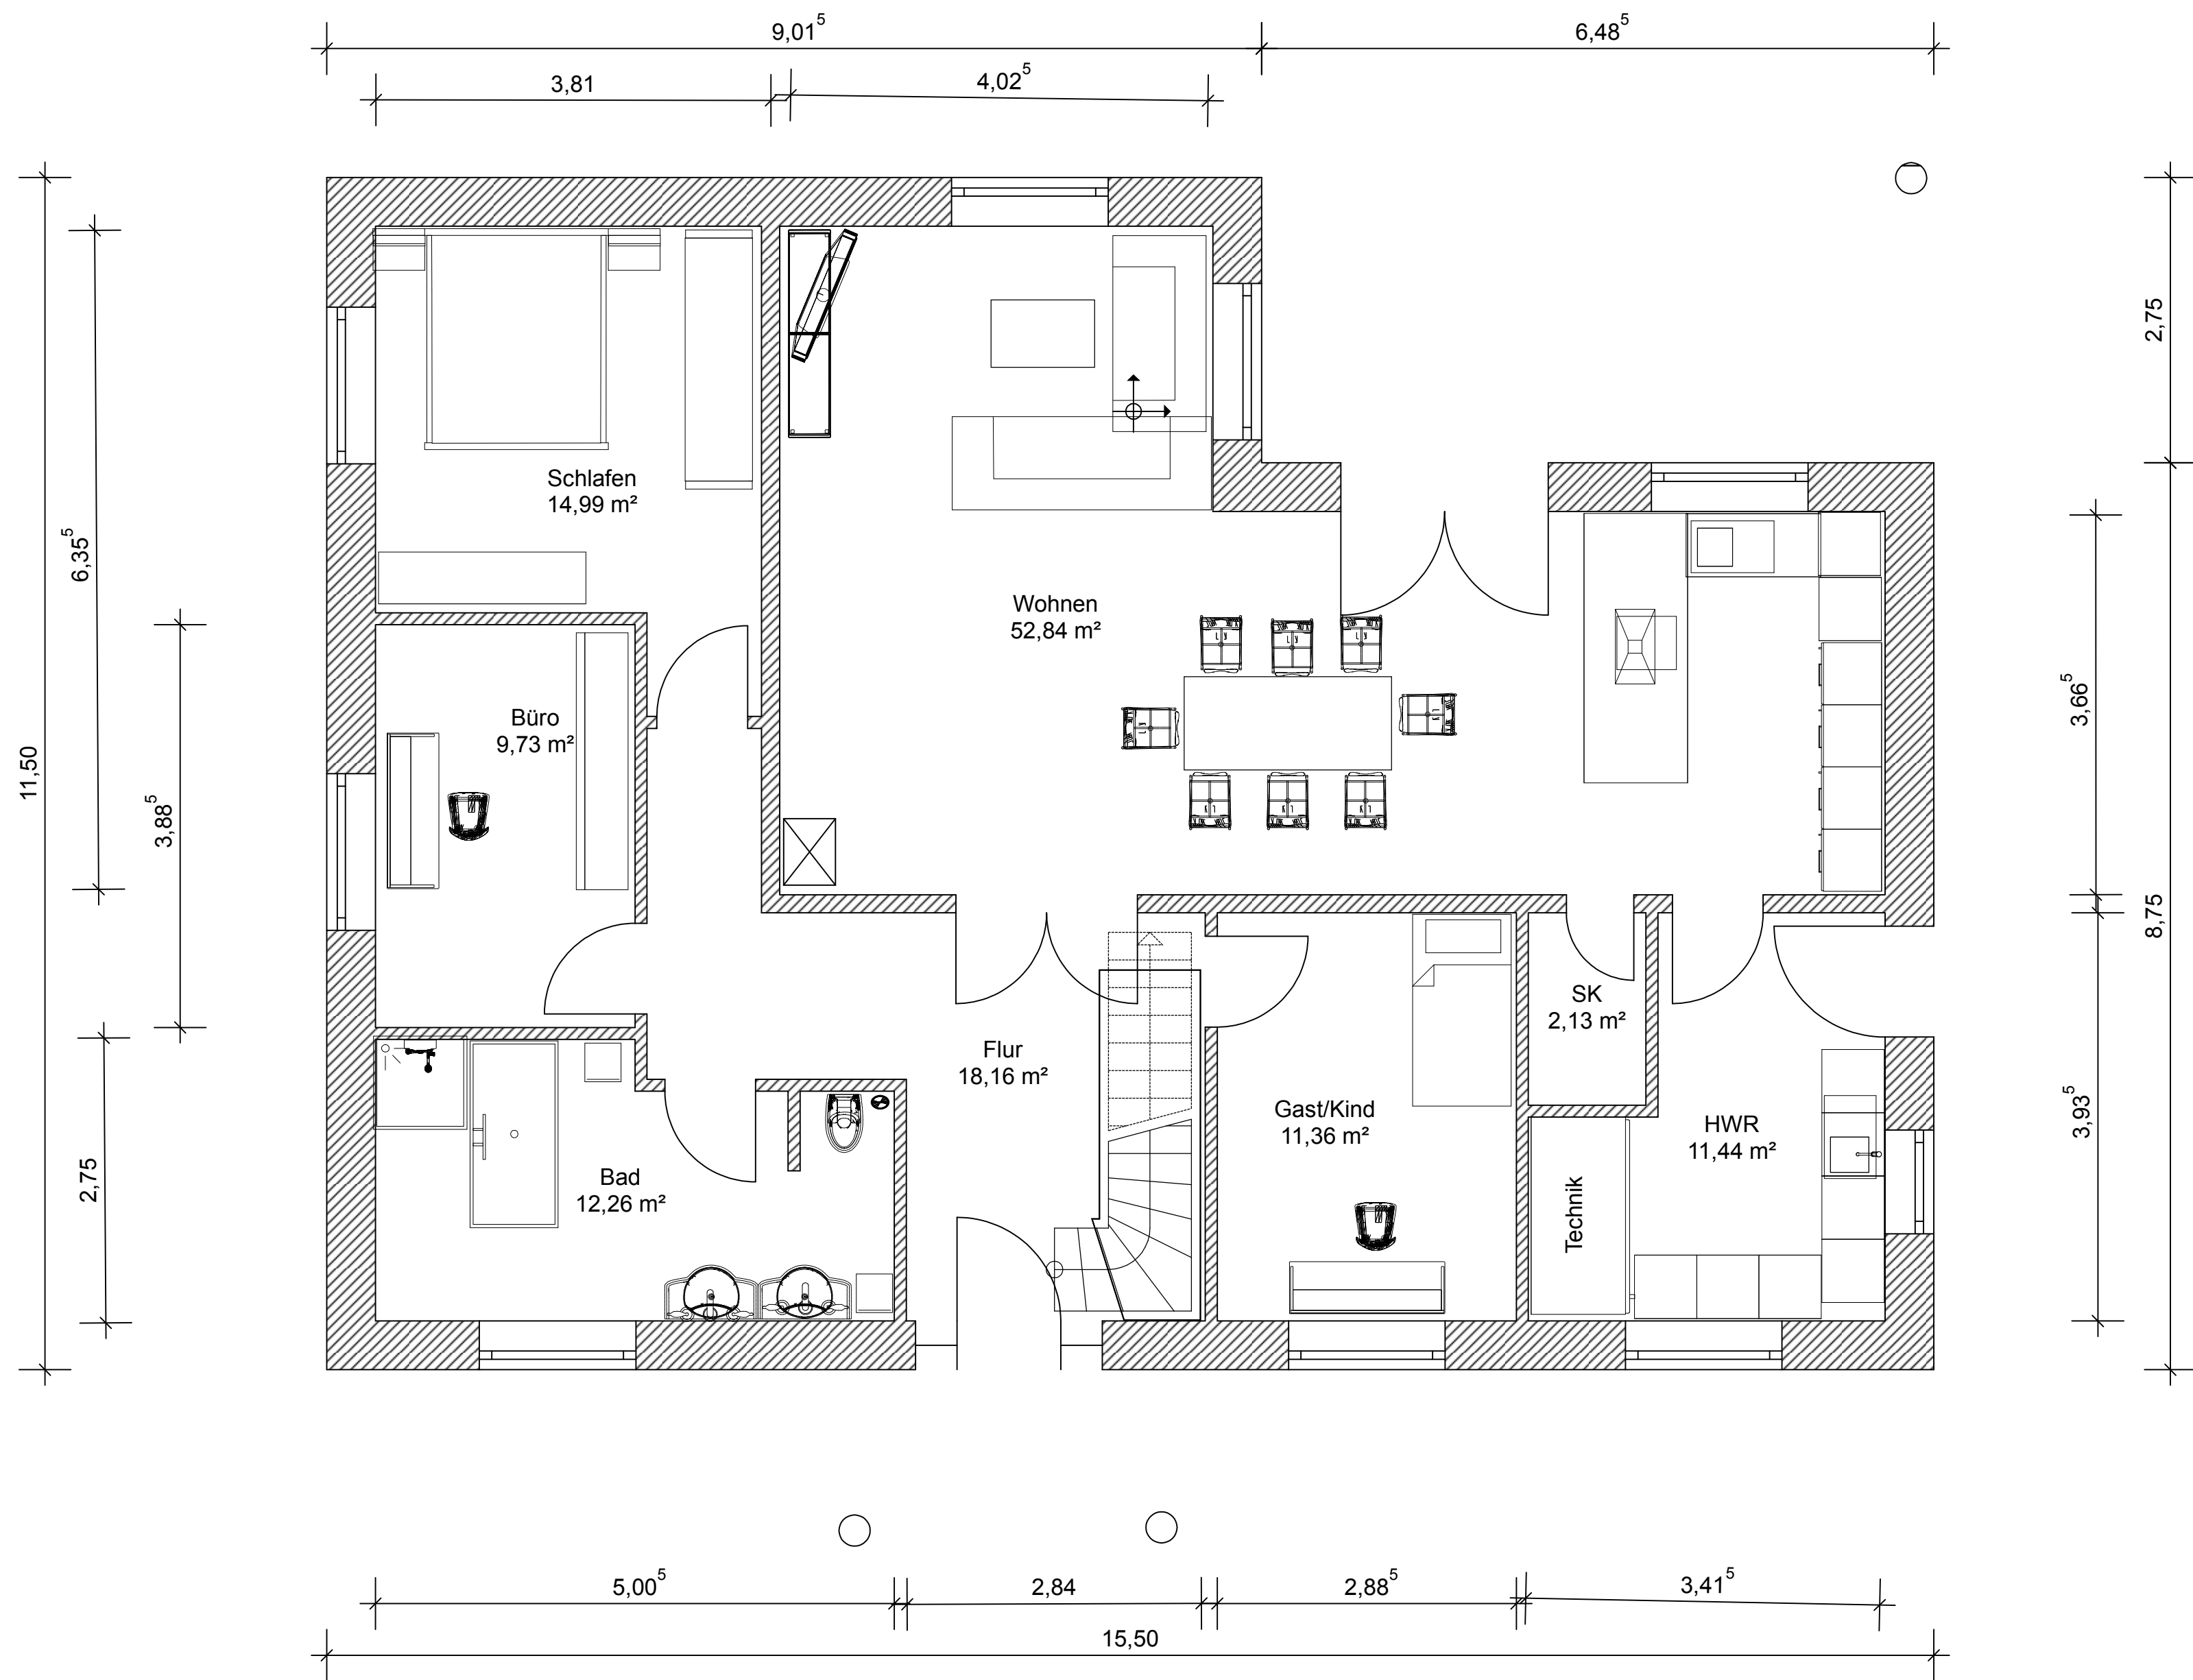 9,01⁵
6,48⁵
3,81
4,02⁵
2,75
Schlafen
14,99 m²
6,35⁵
Wohnen
52,84 m²
3,66⁵
Büro
9,73 m²
11,50
3,88⁵
8,75
SK
2,13 m²
Flur
18,16 m²
Gast/Kind
11,36 m²
HWR
11,44 m²
3,93⁵
Bad
12,26 m²
2,75
Technik
5,00⁵
2,84
2,88⁵
3,41⁵
15,50